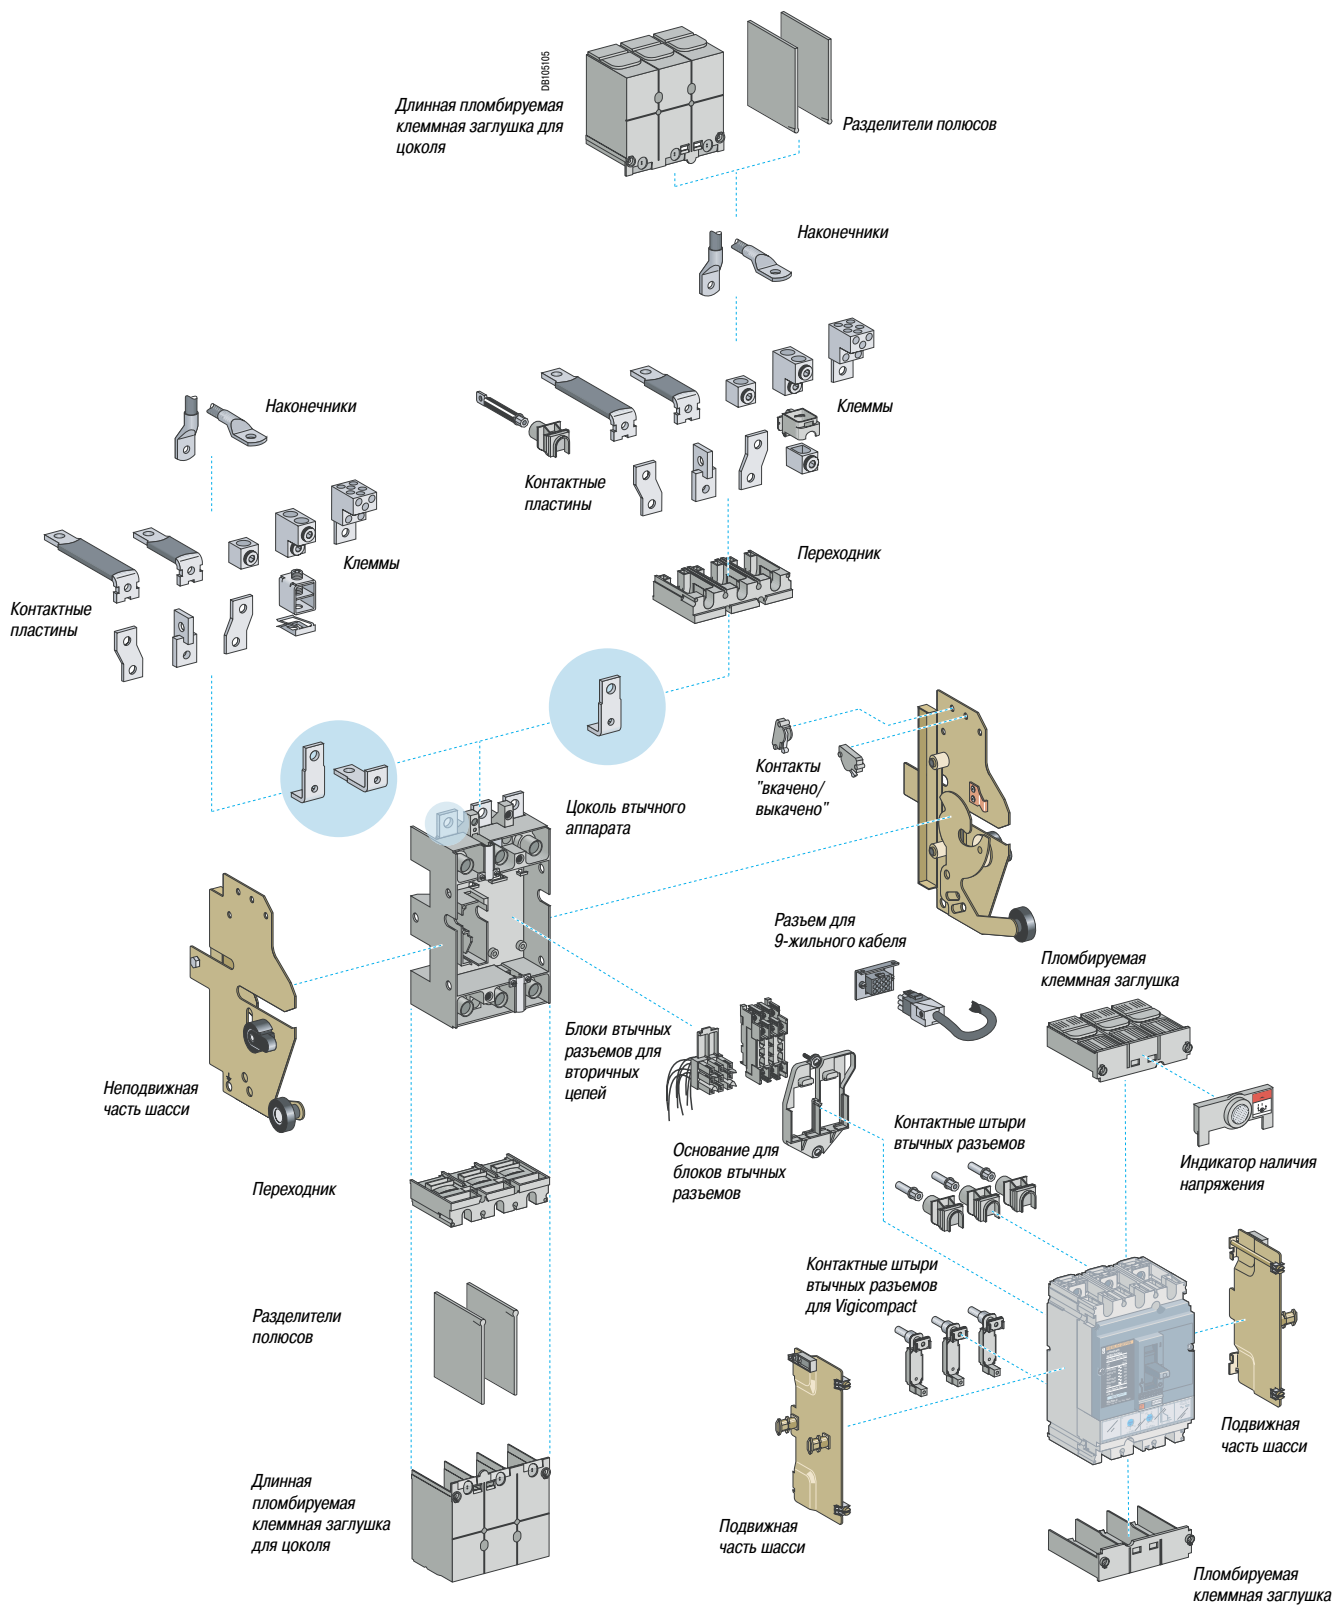 DB105105
Длинная пломбируемая
клеммная заглушка для
цоколя
Разделители полюсов
Наконечники
Наконечники
Клеммы
Контактные
пластины
Переходник
Клеммы
Контактные
пластины
Контакты
"вкачено/
выкачено"
Цоколь втычного
аппарата
Разъем для
9-жильного кабеля
Пломбируемая
клеммная заглушка
Блоки втычных
разъемов для
вторичных
цепей
Неподвижная
часть шасси
Контактные штыри
втычных разъемов
Основание для
блоков втычных
разъемов
Индикатор наличия
напряжения
Переходник
Контактные штыри
втычных разъемов
для Vigicompact
Разделители
полюсов
Подвижная
часть шасси
Длинная
пломбируемая
клеммная заглушка
для цоколя
Подвижная
часть шасси
Пломбируемая
клеммная заглушка